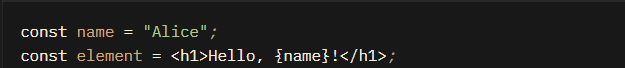 const name = "Alice";
const element = <h1>Hello, {name}!</h1>;